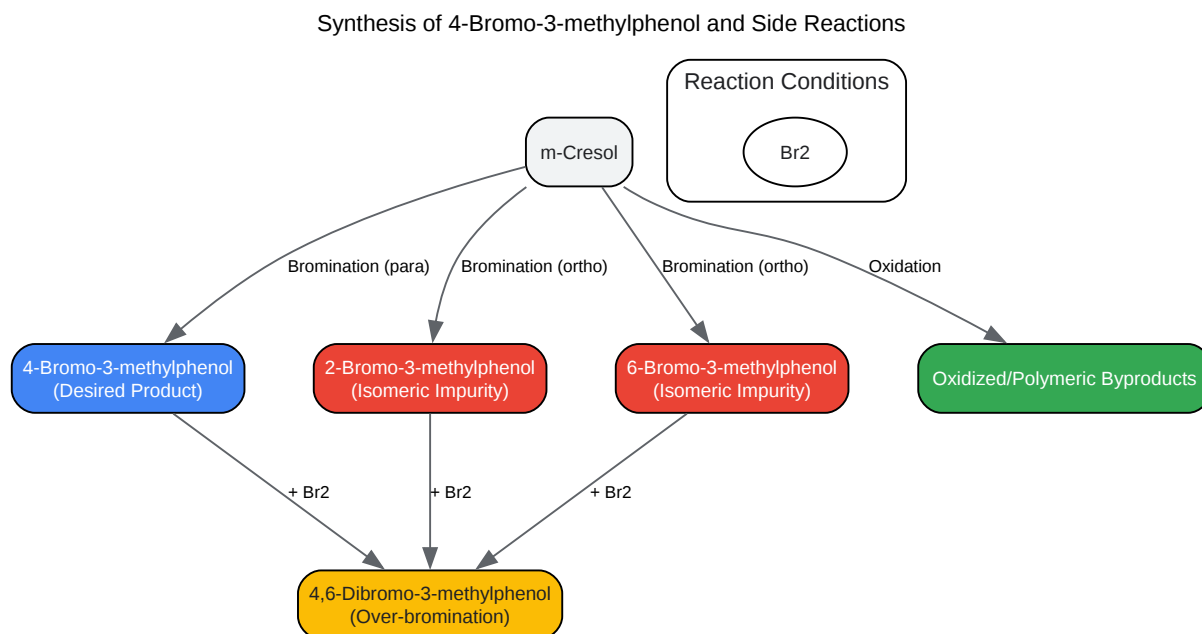 Synthesis of 4-Bromo-3-methylphenol and Side Reactions
Reaction Conditions
Br2
m-Cresol
Bromination (para)
Bromination (ortho)
Bromination (ortho)
Oxidation
4-Bromo-3-methylphenol
(Desired Product)
2-Bromo-3-methylphenol
(Isomeric Impurity)
6-Bromo-3-methylphenol
(Isomeric Impurity)
Oxidized/Polymeric Byproducts
+ Br2
+ Br2
+ Br2
4,6-Dibromo-3-methylphenol
(Over-bromination)